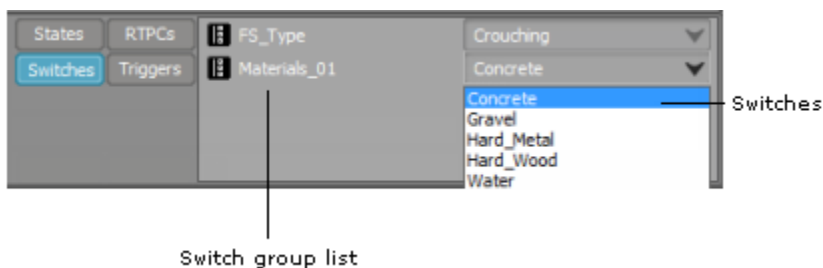 States RTPCs FS_Type Crouching
Switches Triggers Materials_01 Concrete
Concrete Switches
Gravel
Hard_Metal
Hard_Wood
Water
Switch group list